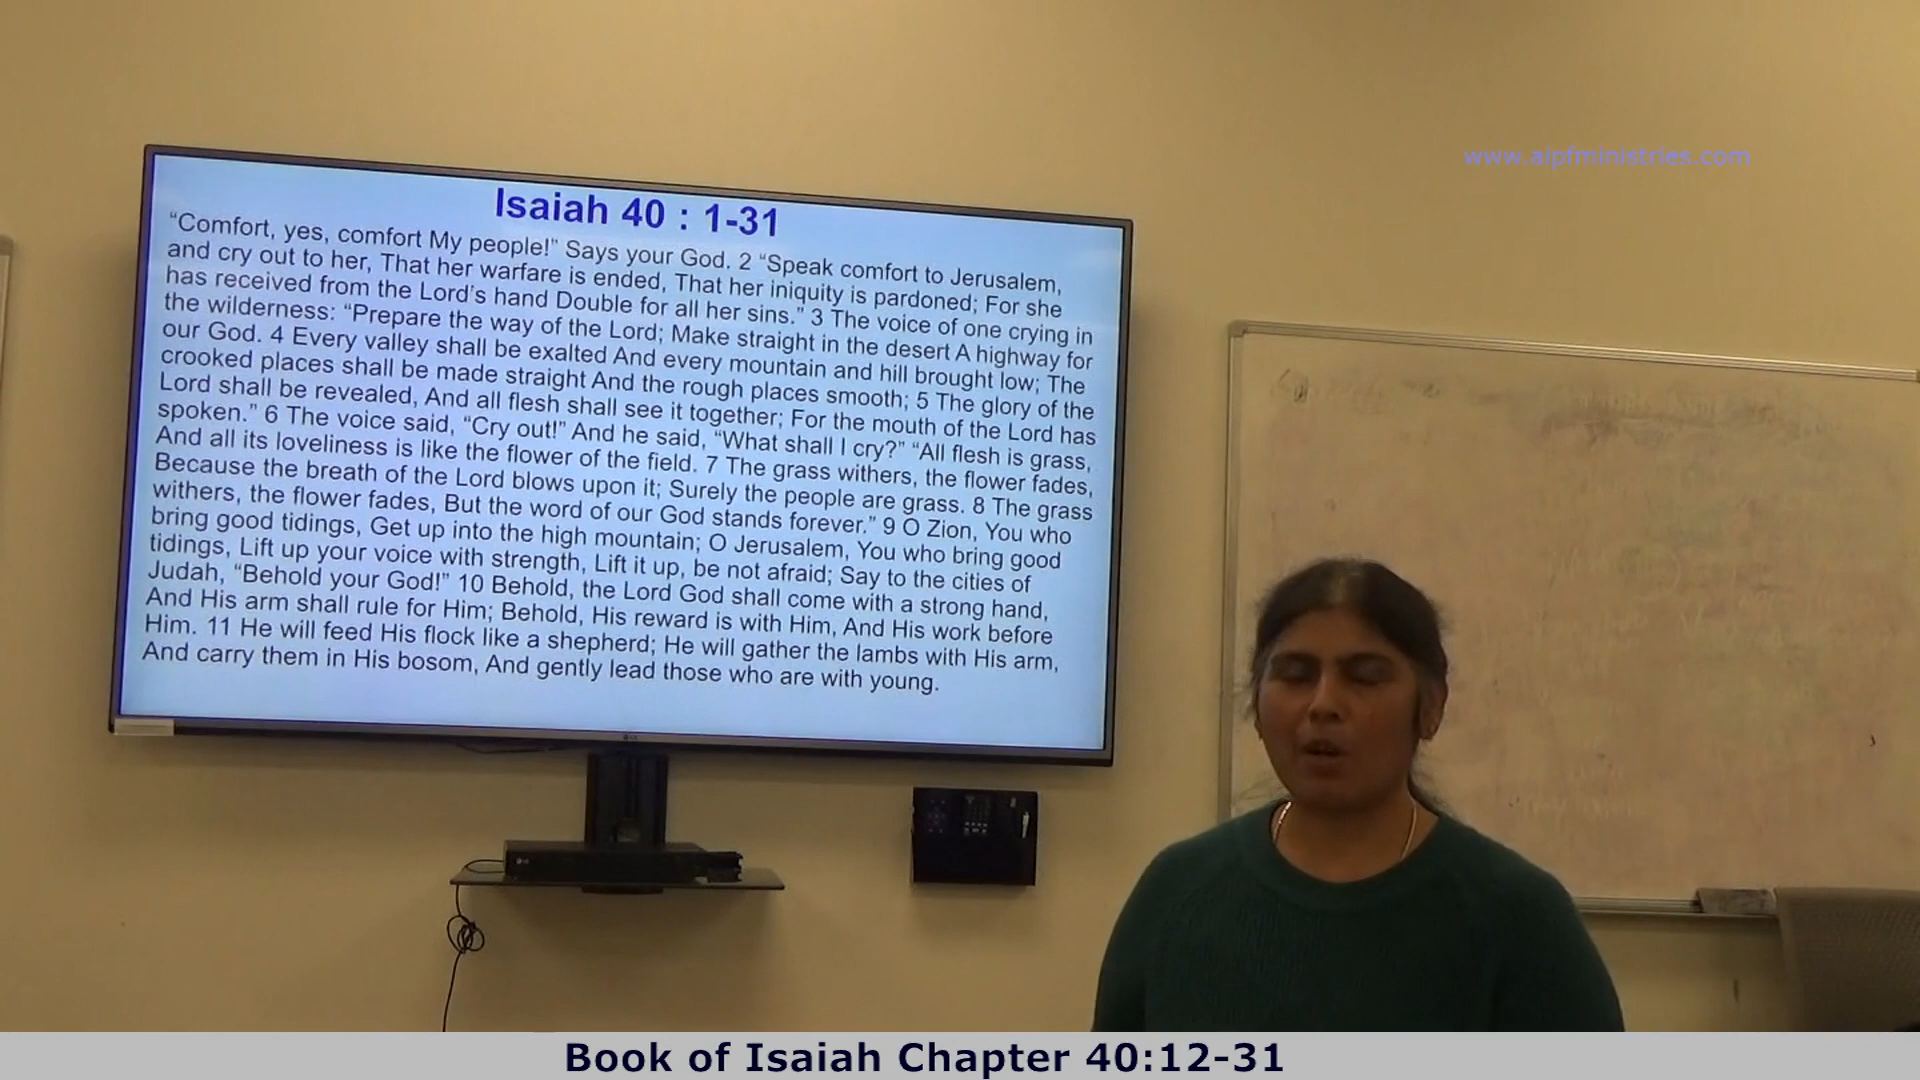 www.aipfministries.com
Isaiah 40 : 1-31
“Comfort, yes, comfort My people!” Says your God. 2 “Speak comfort to Jerusalem,
and cry out to her, That her warfare is ended, That her iniquity is pardoned; For she
has received from the Lord’s hand Double for all her sins.” 3 The voice of one crying in
the wilderness: “Prepare the way of the Lord; Make straight in the desert A highway for
our God. 4 Every valley shall be exalted And every mountain and hill brought low; The
crooked places shall be made straight And the rough places smooth; 5 The glory of the
Lord shall be revealed, And all flesh shall see it together; For the mouth of the Lord has
spoken.” 6 The voice said, “Cry out!” And he said, “What shall I cry?” “All flesh is grass,
And all its loveliness is like the flower of the field. 7 The grass withers, the flower fades,
Because the breath of the Lord blows upon it; Surely the people are grass. 8 The grass
withers, the flower fades, But the word of our God stands forever.” 9 O Zion, You who
bring good tidings, Get up into the high mountain; O Jerusalem, You who bring good
tidings, Lift up your voice with strength, Lift it up, be not afraid; Say to the cities of
Judah, “Behold your God!” 10 Behold, the Lord God shall come with a strong hand,
And His arm shall rule for Him; Behold, His reward is with Him, And His work before
Him. 11 He will feed His flock like a shepherd; He will gather the lambs with His arm,
And carry them in His bosom, And gently lead those who are with young.
LG
LG
Book of Isaiah Chapter 40:12-31